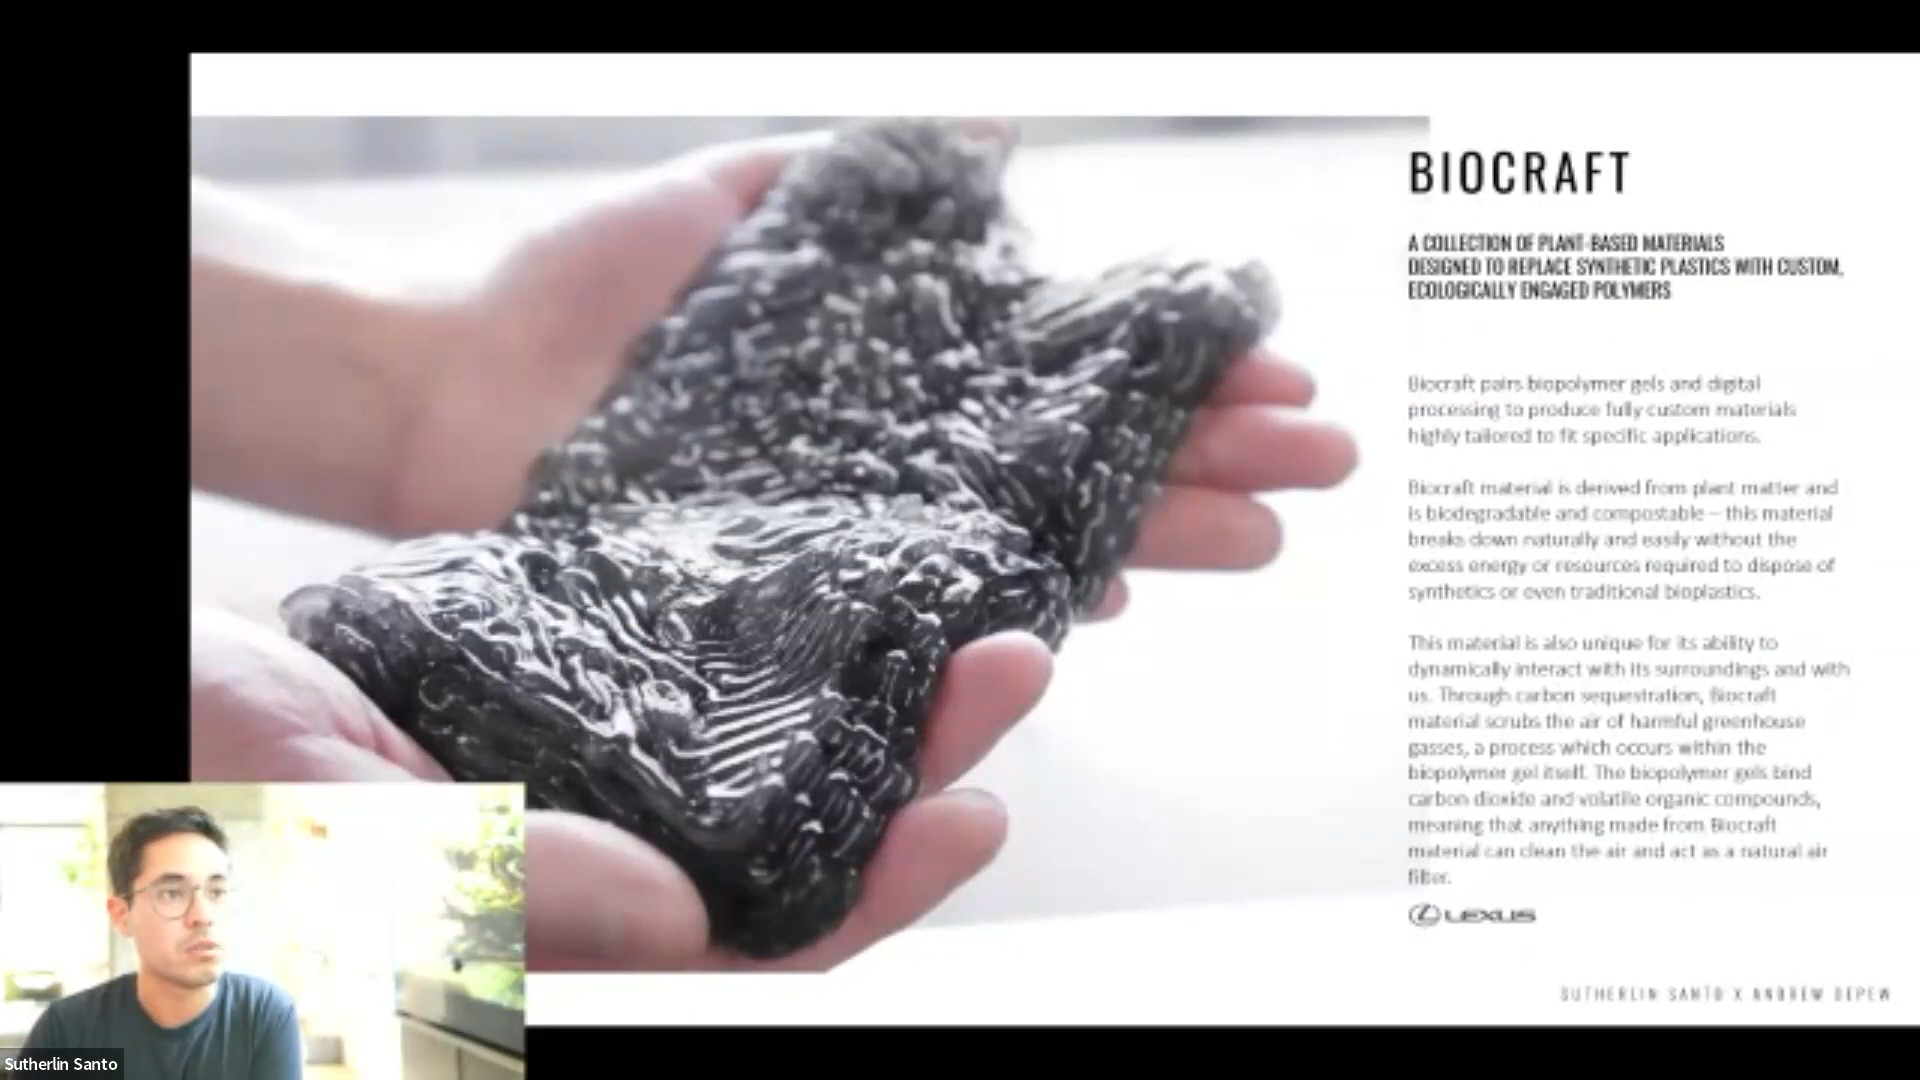 BIOCRAFT
A COLLECTION OF PLANT-BASED MATERIALS
DESIGNED TO REPLACE SYNTHETIC PLASTICS WITH CUSTOM,
ECOLOGICALLY ENGAGED POLYMERS
Biocraft pairs biopolymer gels and digital
processing to produce fully custom materials
highly tailored to fit specific applications.
Biocraft material is derived from plant matter and
is biodegradable and compostable – this material
breaks down naturally and easily without the
excess energy or resources required to dispose of
synthetics or even traditional bioplastics.
This material is also unique for its ability to
dynamically interact with its surroundings and with
us. Through carbon sequestration, Biocraft
material scrubs the air of harmful greenhouse
gasses, a process which occurs within the
biopolymer gel itself. The biopolymer gels bind
carbon dioxide and volatile organic compounds,
meaning that anything made from Biocraft
material can clean the air and act as a natural air
filter.
LEXUS
SUTHERLIN SANTO X ANDREW DEPEW
Sutherlin Santo